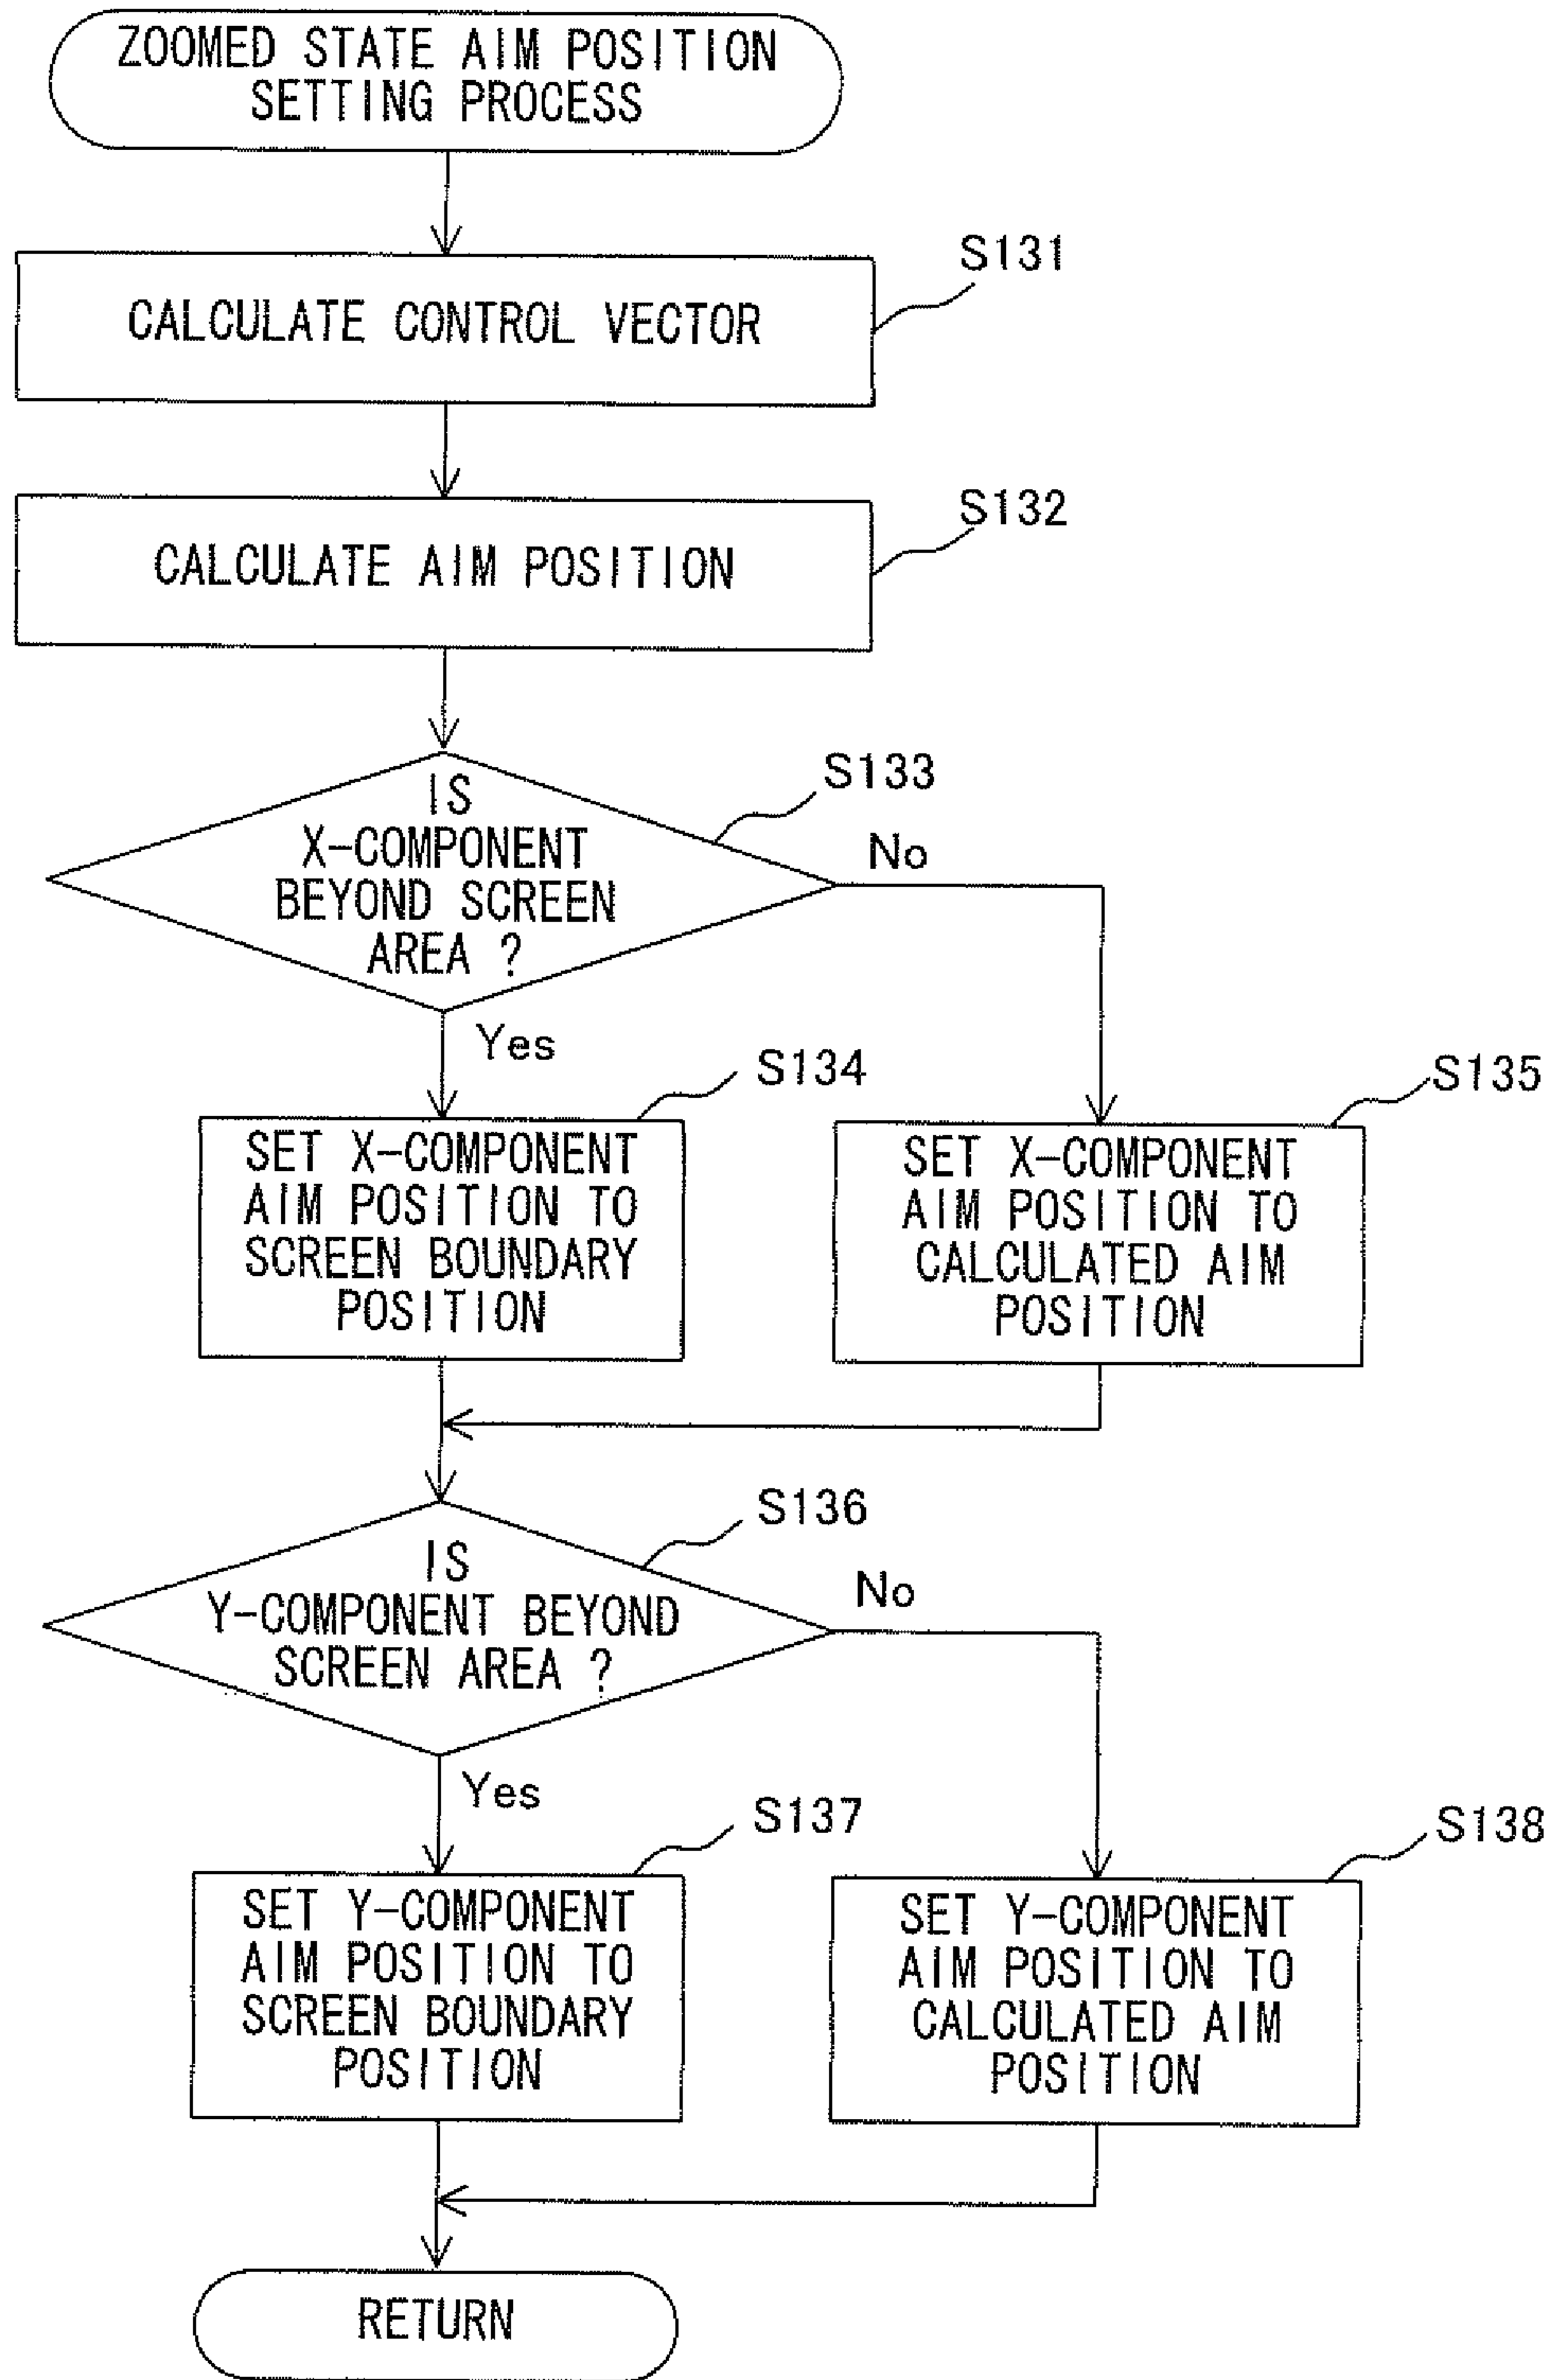 ZOOMED STATE AIM POSITION
SETTING PROCESS
S131
CALCULATE CONTROL VECTOR
S132
CALCULATE AIM POSITION
S133
IS
X-COMPONENT
BEYOND SCREEN
AREA ?
No
Yes
S134
SET X-COMPONENT
AIM POSITION TO
SCREEN BOUNDARY
POSITION
S135
SET X-COMPONENT
AIM POSITION TO
CALCULATED AIM
POSITION
S136
IS
Y-COMPONENT BEYOND
SCREEN AREA ?
No
Yes
S137
SET Y-COMPONENT
AIM POSITION TO
SCREEN BOUNDARY
POSITION
S138
SET Y-COMPONENT
AIM POSITION TO
CALCULATED AIM
POSITION
RETURN